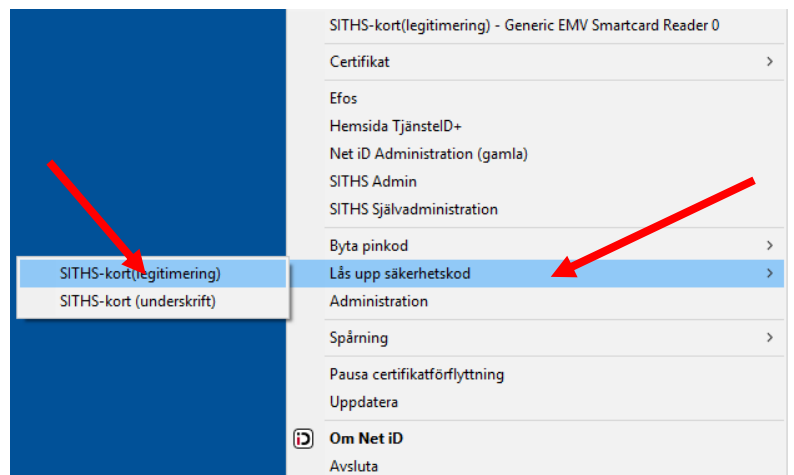 SITHS-kort(legitimering) - Generic EMV Smartcard Reader 0
Certifikat
Efos
Hemsida TjänsteID+
Net iD Administration (gamla)
SITHS Admin
SITHS Självadministration
Byta pinkod
Lås upp säkerhetskod
SITHS-kort(legitimering)
SITHS-kort (underskrift)
Administration
Spårning
Pausa certifikatförflyttning
Uppdatera
iD
Om Net iD
Avsluta